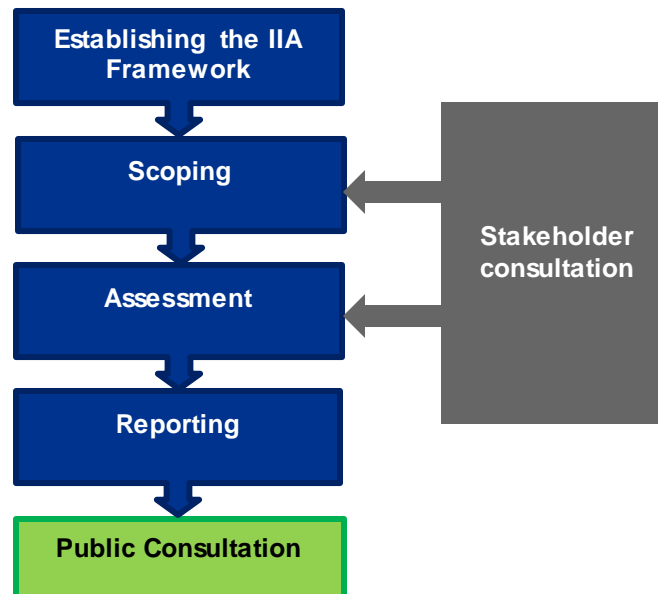 Establishing the IIA
Framework
Scoping
Stakeholder
consultation
Assessment
Reporting
Public Consultation